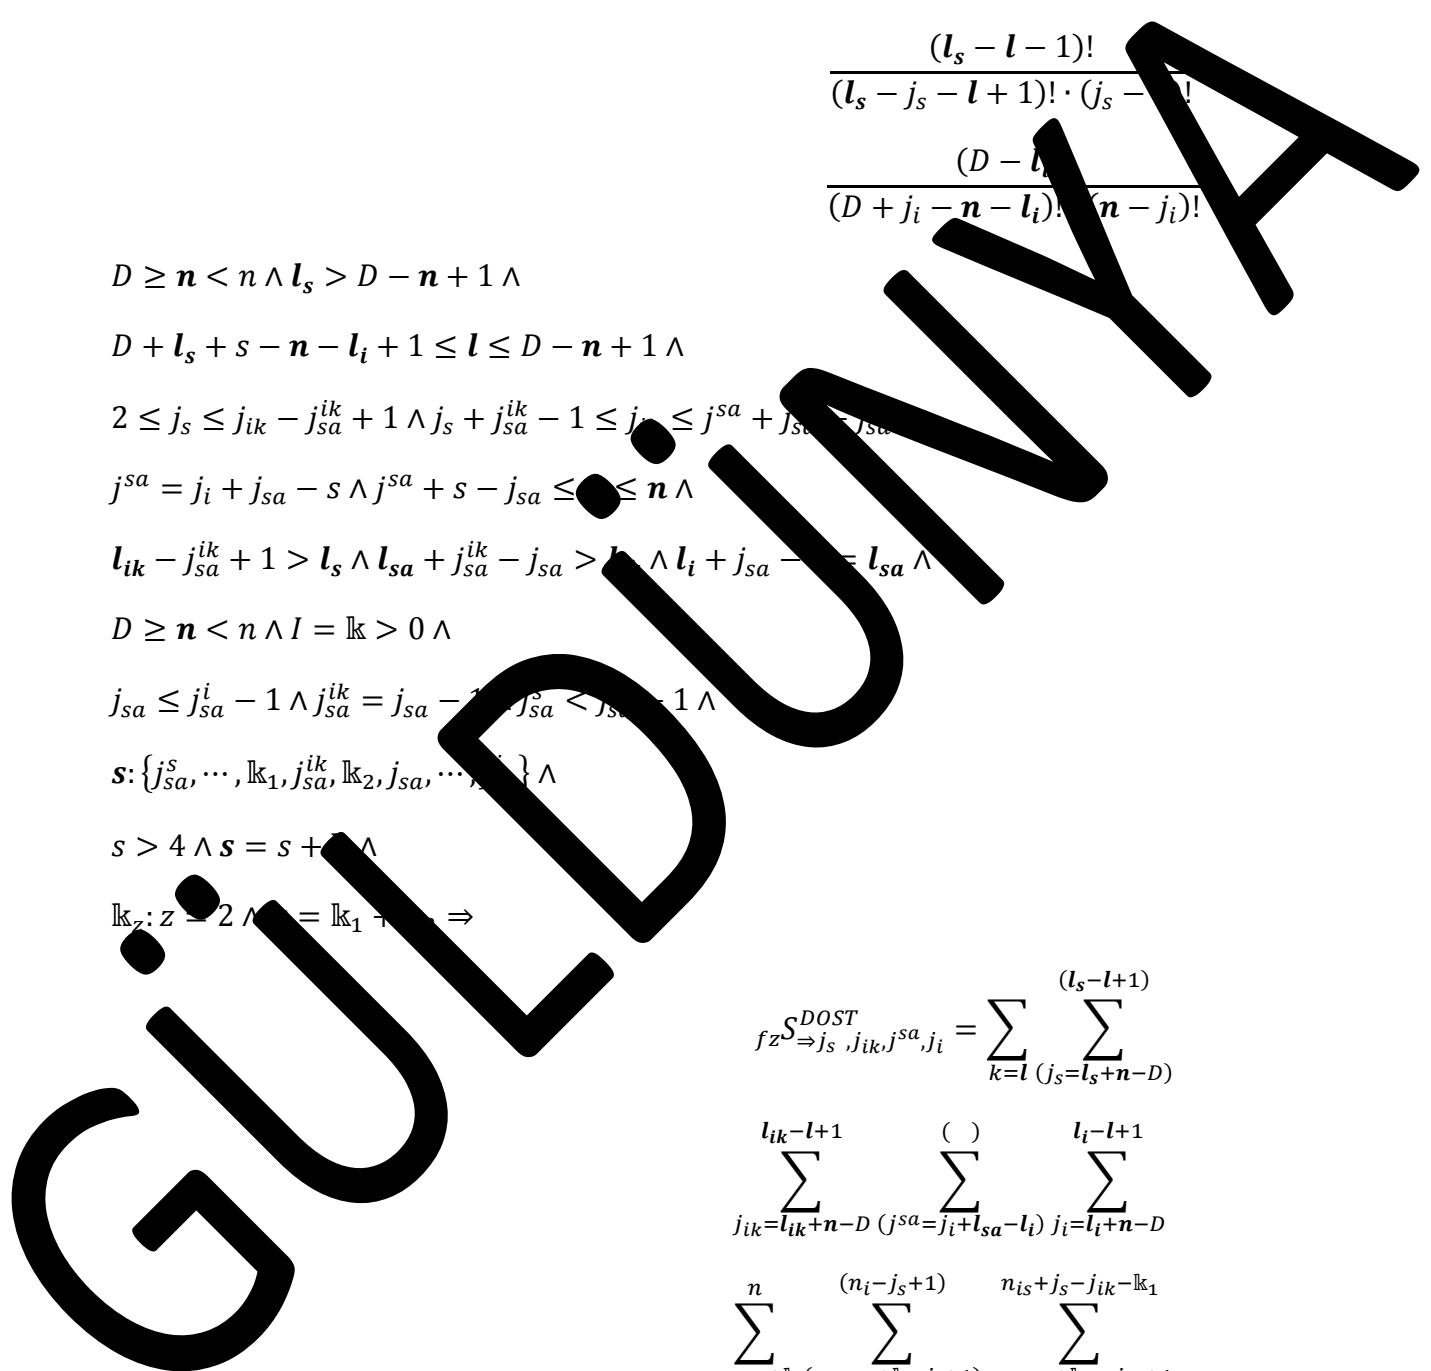 (l_s − l − 1)!
(l_s − j_s − l + 1)! · (j_s − )!
(D − l
(D + j_i − n − l_i)! (n − j_i)!
D ≥ n < n ∧ l_s > D − n + 1 ∧
D + l_s + s − n − l_i + 1 ≤ l ≤ D − n + 1 ∧
2 ≤ j_s ≤ j_ik − j_sa^ik + 1 ∧ j_s + j_sa^ik − 1 ≤ ≤ j^sa +
j^sa = j_i + j_sa − s ∧ j^sa + s − j_sa ≤ ≤ n ∧
l_ik − j_sa^ik + 1 > l_s ∧ l_sa + j_sa^ik − j_sa > ∧ l_i + j_sa − = l_sa ∧
D ≥ n < n ∧ I = 𝕜 > 0 ∧
j_sa ≤ j_sa^i − 1 ∧ j_sa^ik = j_sa − j_sa^s < − 1 ∧
s: {j_sa^s, ⋯ , 𝕜_1, j_sa^ik, 𝕜_2, j_sa, ⋯ , } ∧
s > 4 ∧ s = s + ∧
𝕜_z: z = 2 ∧ = 𝕜_1 + ⇒
GÜLDÜNYA
(l_s−l+1)
_fz S_⇒j_s ,j_ik,j^sa,j_i^DOST = ∑ ∑
k=l (j_s=l_s+n−D)
l_ik−l+1 ( ) l_i−l+1
∑ ∑ ∑
j_ik=l_ik+n−D (j^sa=j_i+l_sa−l_i) j_i=l_i+n−D
n (n_i−j_s+1) n_is+j_s−j_ik−𝕜_1
∑ ∑ ∑